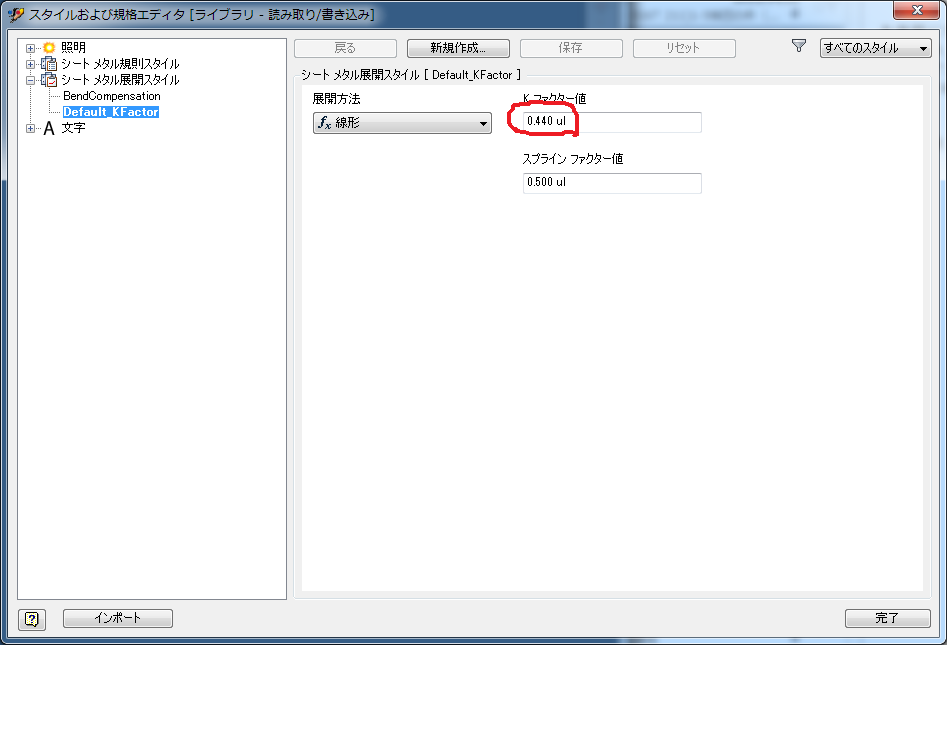 スタイルおよび規格エディタ [ライブラリ - 読み取り/書き込み]
照明
シート メタル規則スタイル
シート メタル展開スタイル
BendCompensation
Default_KFactor
文字
戻る
新規作成...
保存
リセット
すべてのスタイル
シート メタル展開スタイル [ Default_KFactor ]
展開方法
fx 線形
K ファクター値
0.440 ul
スプライン ファクター値
0.500 ul
インポート
完了